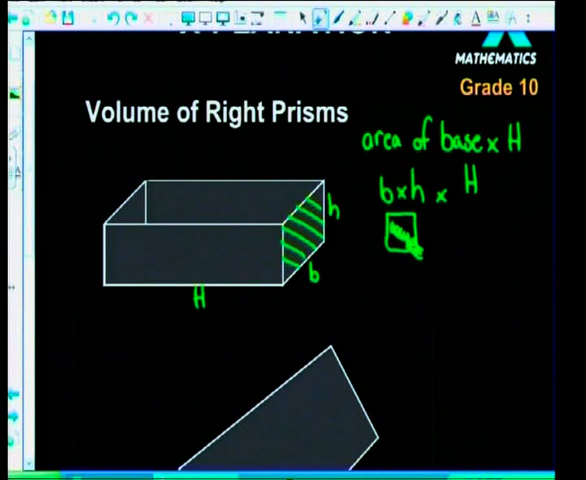 MATHEMATICS
Grade 10
Volume of Right Prisms
area of base x H
b x h x H
h
b
H